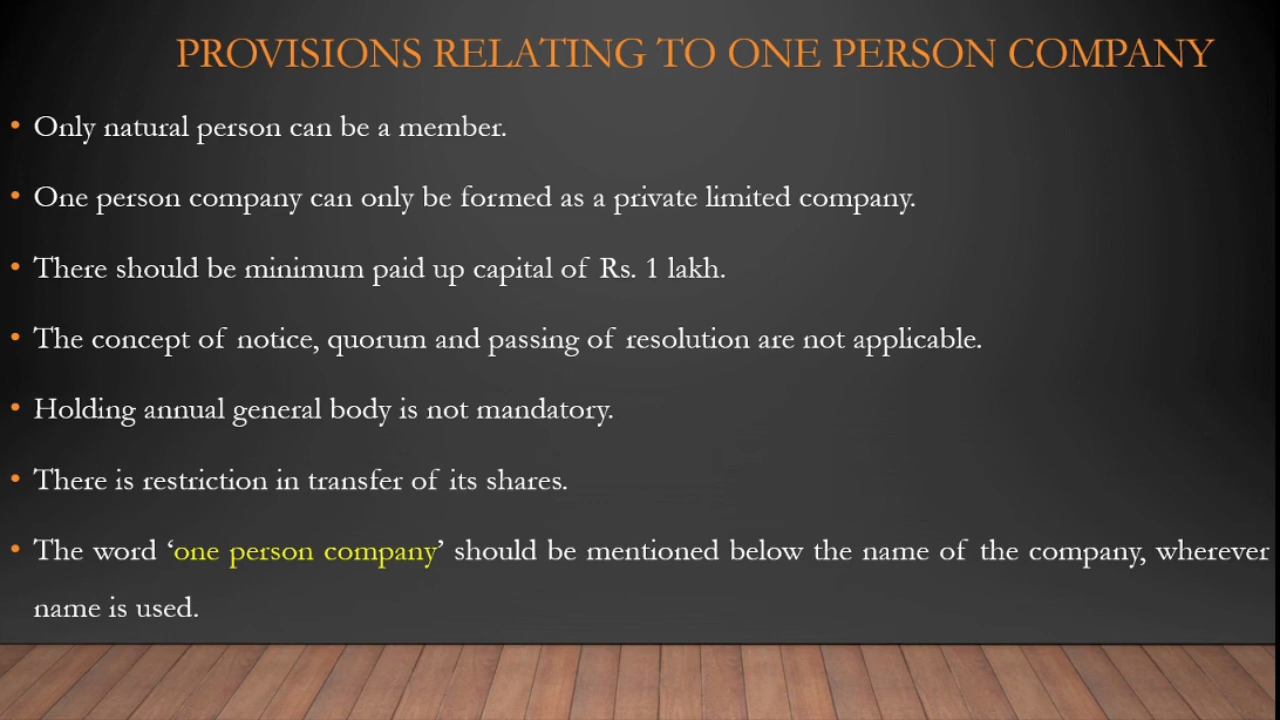 PROVISIONS RELATING TO ONE PERSON COMPANY
• Only natural person can be a member.
• One person company can only be formed as a private limited company.
• There should be minimum paid up capital of Rs. 1 lakh.
• The concept of notice, quorum and passing of resolution are not applicable.
• Holding annual general body is not mandatory.
• There is restriction in transfer of its shares.
• The word ‘one person company’ should be mentioned below the name of the company, wherever
name is used.